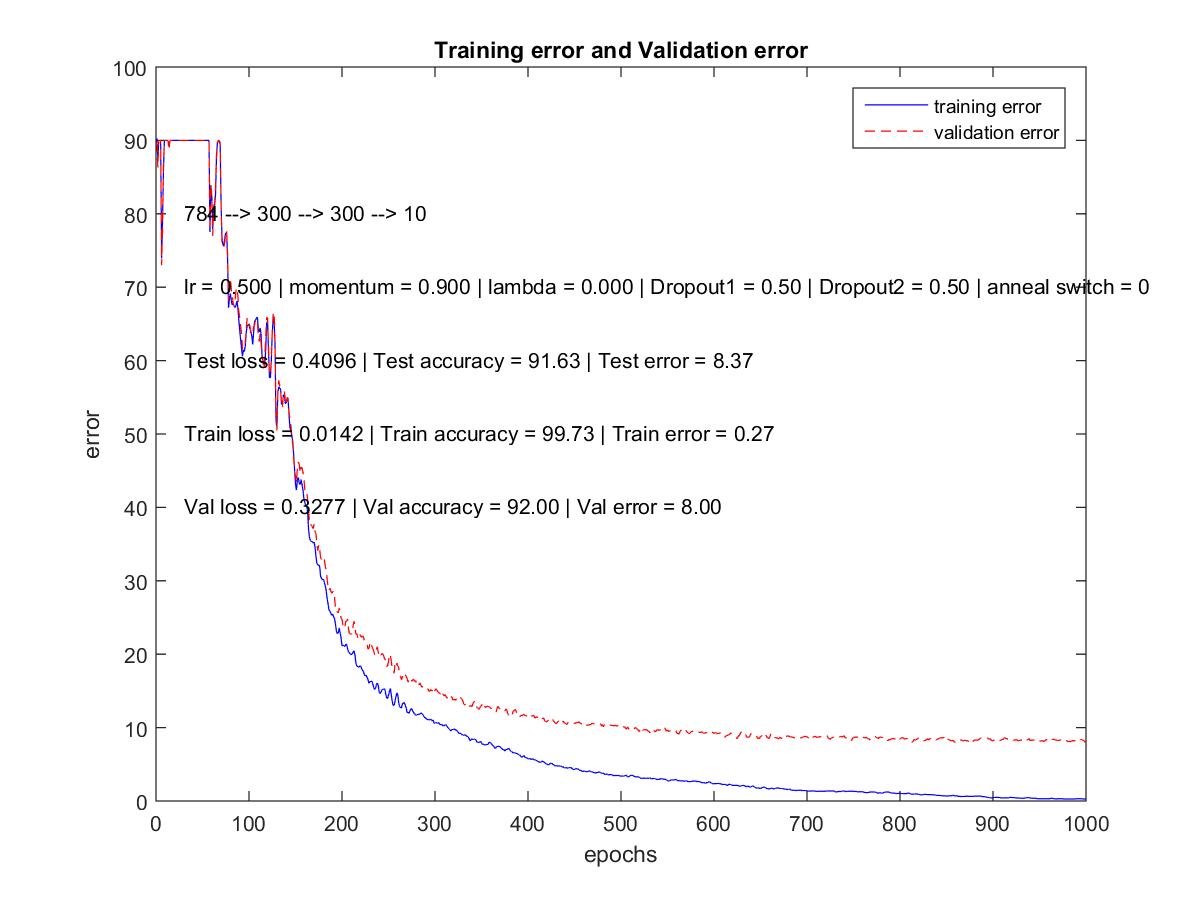 Training error and Validation error
100
90
80
70
60
50
40
30
20
10
0
error
training error
validation error
784 --> 300 --> 300 --> 10
lr = 0.500 | momentum = 0.900 | lambda = 0.000 | Dropout1 = 0.50 | Dropout2 = 0.50 | anneal switch = 0
Test loss = 0.4096 | Test accuracy = 91.63 | Test error = 8.37
Train loss = 0.0142 | Train accuracy = 99.73 | Train error = 0.27
Val loss = 0.3277 | Val accuracy = 92.00 | Val error = 8.00
0 100 200 300 400 500 600 700 800 900 1000
epochs